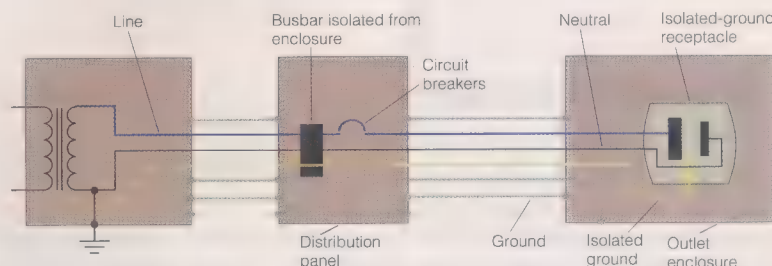 Line
Busbar isolated from
enclosure
Neutral
Isolated-ground
receptacle
Circuit
breakers
Distribution
panel
Ground
Isolated
ground
Outlet
enclosure